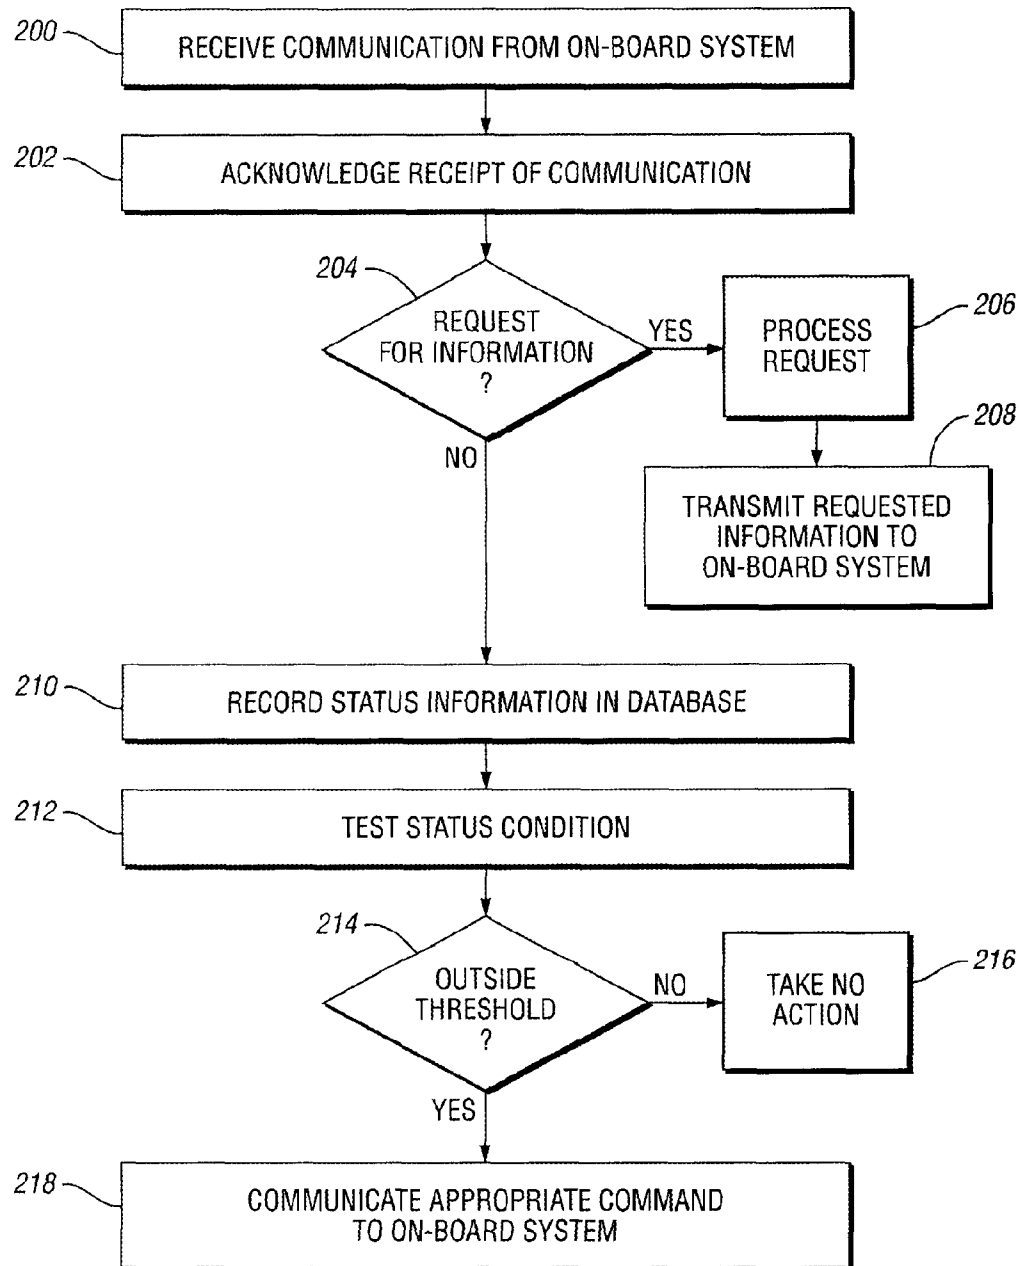 200
RECEIVE COMMUNICATION FROM ON-BOARD SYSTEM
202
ACKNOWLEDGE RECEIPT OF COMMUNICATION
204
REQUEST
FOR INFORMATION
?
YES
NO
PROCESS
REQUEST
206
208
TRANSMIT REQUESTED
INFORMATION TO
ON-BOARD SYSTEM
210
RECORD STATUS INFORMATION IN DATABASE
212
TEST STATUS CONDITION
214
OUTSIDE
THRESHOLD
?
NO
YES
TAKE NO
ACTION
216
218
COMMUNICATE APPROPRIATE COMMAND
TO ON-BOARD SYSTEM